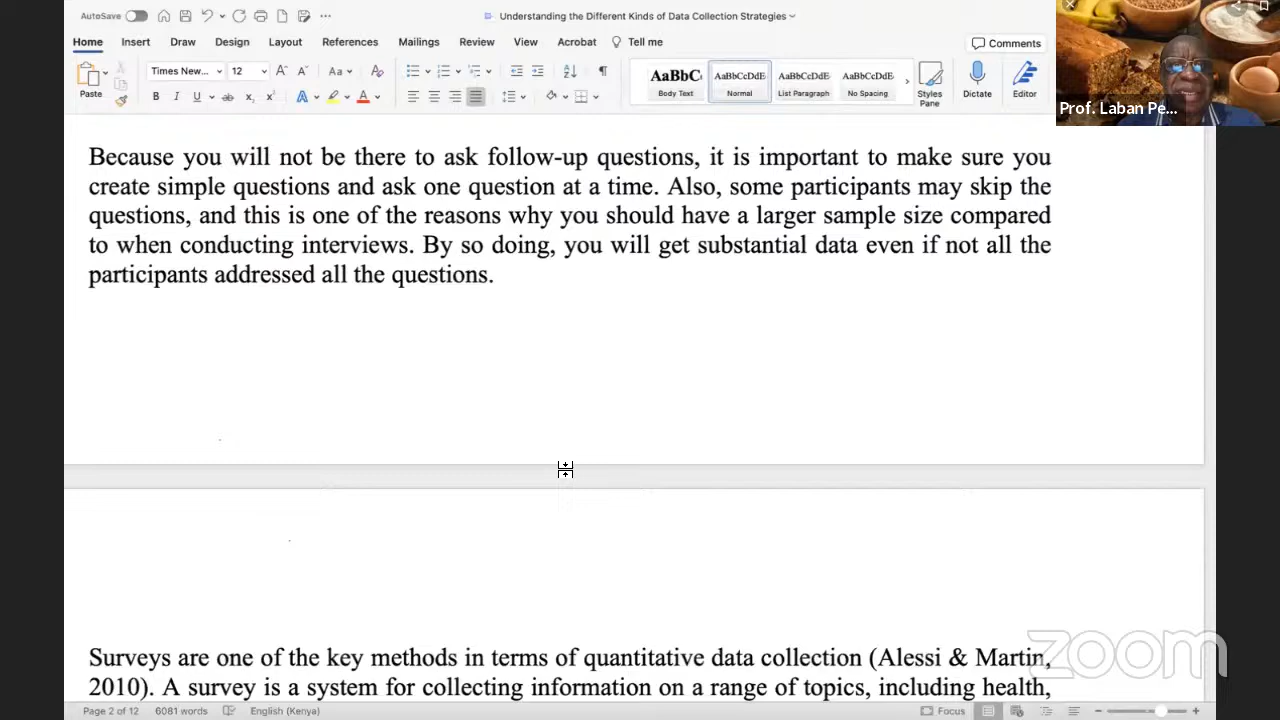 AutoSave
Understanding the Different Kinds of Data Collection Strategies
Home Insert Draw Design Layout References Mailings Review View Acrobat Tell me
Comments
Paste
Times New... 12
Aa
AaBbC AaBbCcDdE AaBbCcDdE AaBbCcDdE
Body Text Normal List Paragraph No Spacing
Styles Pane
Dictate
Editor
Prof. Laban Pe...
Because you will not be there to ask follow-up questions, it is important to make sure you
create simple questions and ask one question at a time. Also, some participants may skip the
questions, and this is one of the reasons why you should have a larger sample size compared
to when conducting interviews. By so doing, you will get substantial data even if not all the
participants addressed all the questions.
Surveys are one of the key methods in terms of quantitative data collection (Alessi & Martin,
2010). A survey is a system for collecting information on a range of topics, including health,
zoom
Page 2 of 12 6081 words English (Kenya) Focus